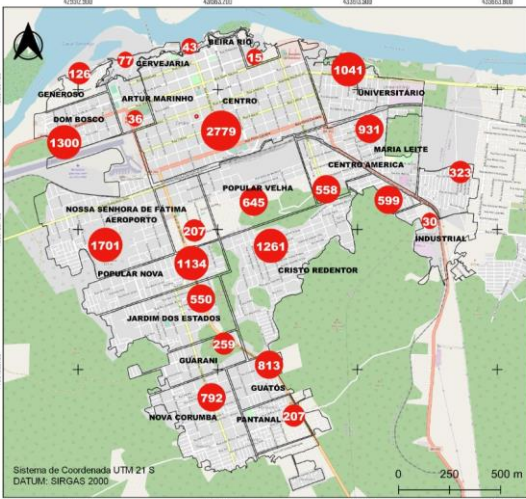 43
BEIRA RIO
77
15
CERVEJARIA
126
1041
GENEROSO
ARTUR MARINHO
UNIVERSITÁRIO
CENTRO
DOM BOSCO
36
2779
931
1300
MARIA LEITE
CENTRO AMERICA
323
POPULAR VELHA
558
645
599
NOSSA SENHORA DE FÁTIMA
AEROPORTO
207
30
1701
1261
INDUSTRIAL
1134
POPULAR NOVA
CRISTO REDENTOR
550
JARDIM DOS ESTADOS
259
GUARANI
813
GUATÓS
792
NOVA CORUMBA
PANTANAL
207
Sistema de Coordenada UTM 21 S
DATUM: SIRGAS 2000
0 250 500 m